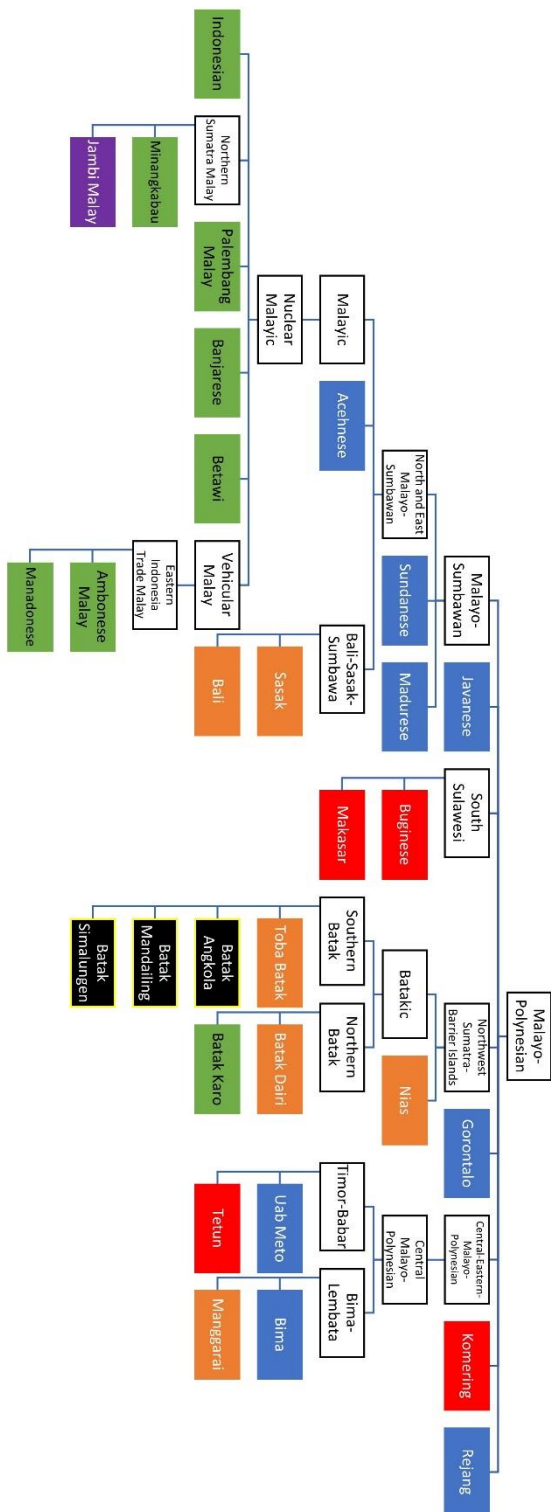 Malayo-
Polynesian
Malayo-
Sumbawan
Javanese
South
Sulawesi
Northwest
Sumatra-
Barrier Islands
Gorontalo
Central-Eastern-
Malayo-
Polynesian
Komering
Rejang
North and East
Malayo-
Sumbawan
Sundanese
Madurese
Buginese
Makasar
Batakic
Nias
Central
Malayo-
Polynesian
Malayic
Acehnese
Bali-Sasak-
Sumbawa
Southern
Batak
Northern
Batak
Timor-Babar
Bima-
Lembata
Nuclear
Malayic
Sasak
Bali
Toba Batak
Batak
Angkola
Batak
Mandailing
Batak
Simalungen
Batak Dairi
Batak Karo
Uab Meto
Tetun
Bima
Manggarai
Indonesian
Northern
Sumatra Malay
Palembang
Malay
Banjarese
Betawi
Vehicular
Malay
Minangkabau
Jambi Malay
Eastern
Indonesia
Trade Malay
Ambonese
Malay
Manadonese